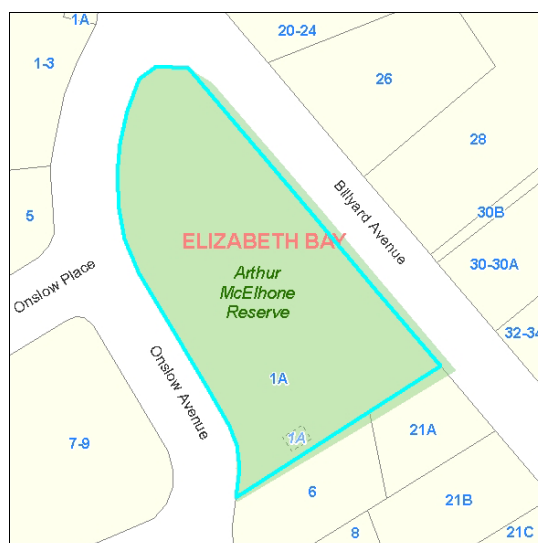 1A
20-24
1-3
26
28
Billyard Avenue
30B
5
ELIZABETH BAY
30-30A
Onslow Place
Arthur
McElhone
Reserve
32-34
Onslow Avenue
1A
1A
21A
7-9
6
21B
8
21C